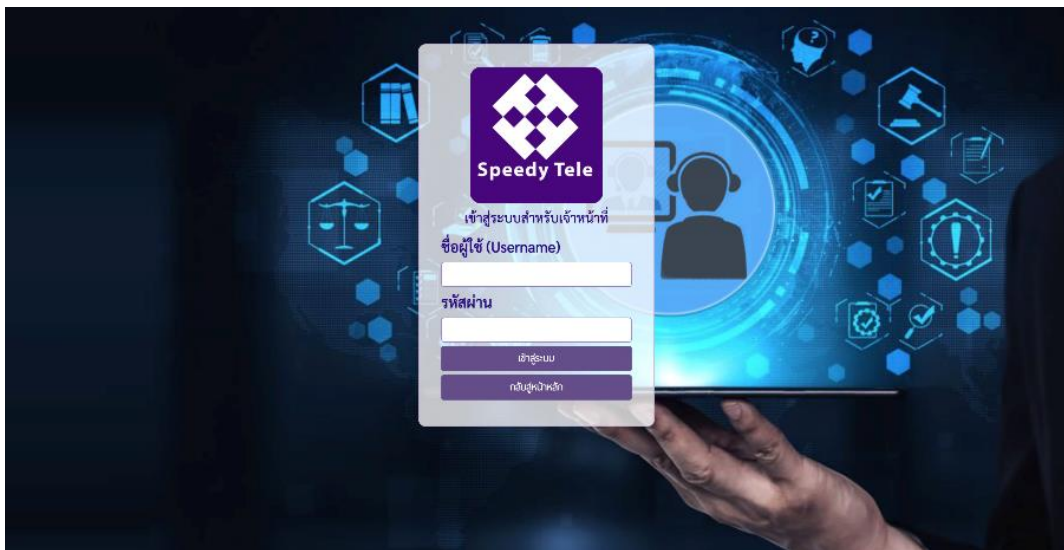 Speedy Tele
เข้าสู่ระบบสำหรับเจ้าหน้าที่
ชื่อผู้ใช้ (Username)
รหัสผ่าน
เข้าสู่ระบบ
กลับสู่หน้าหลัก